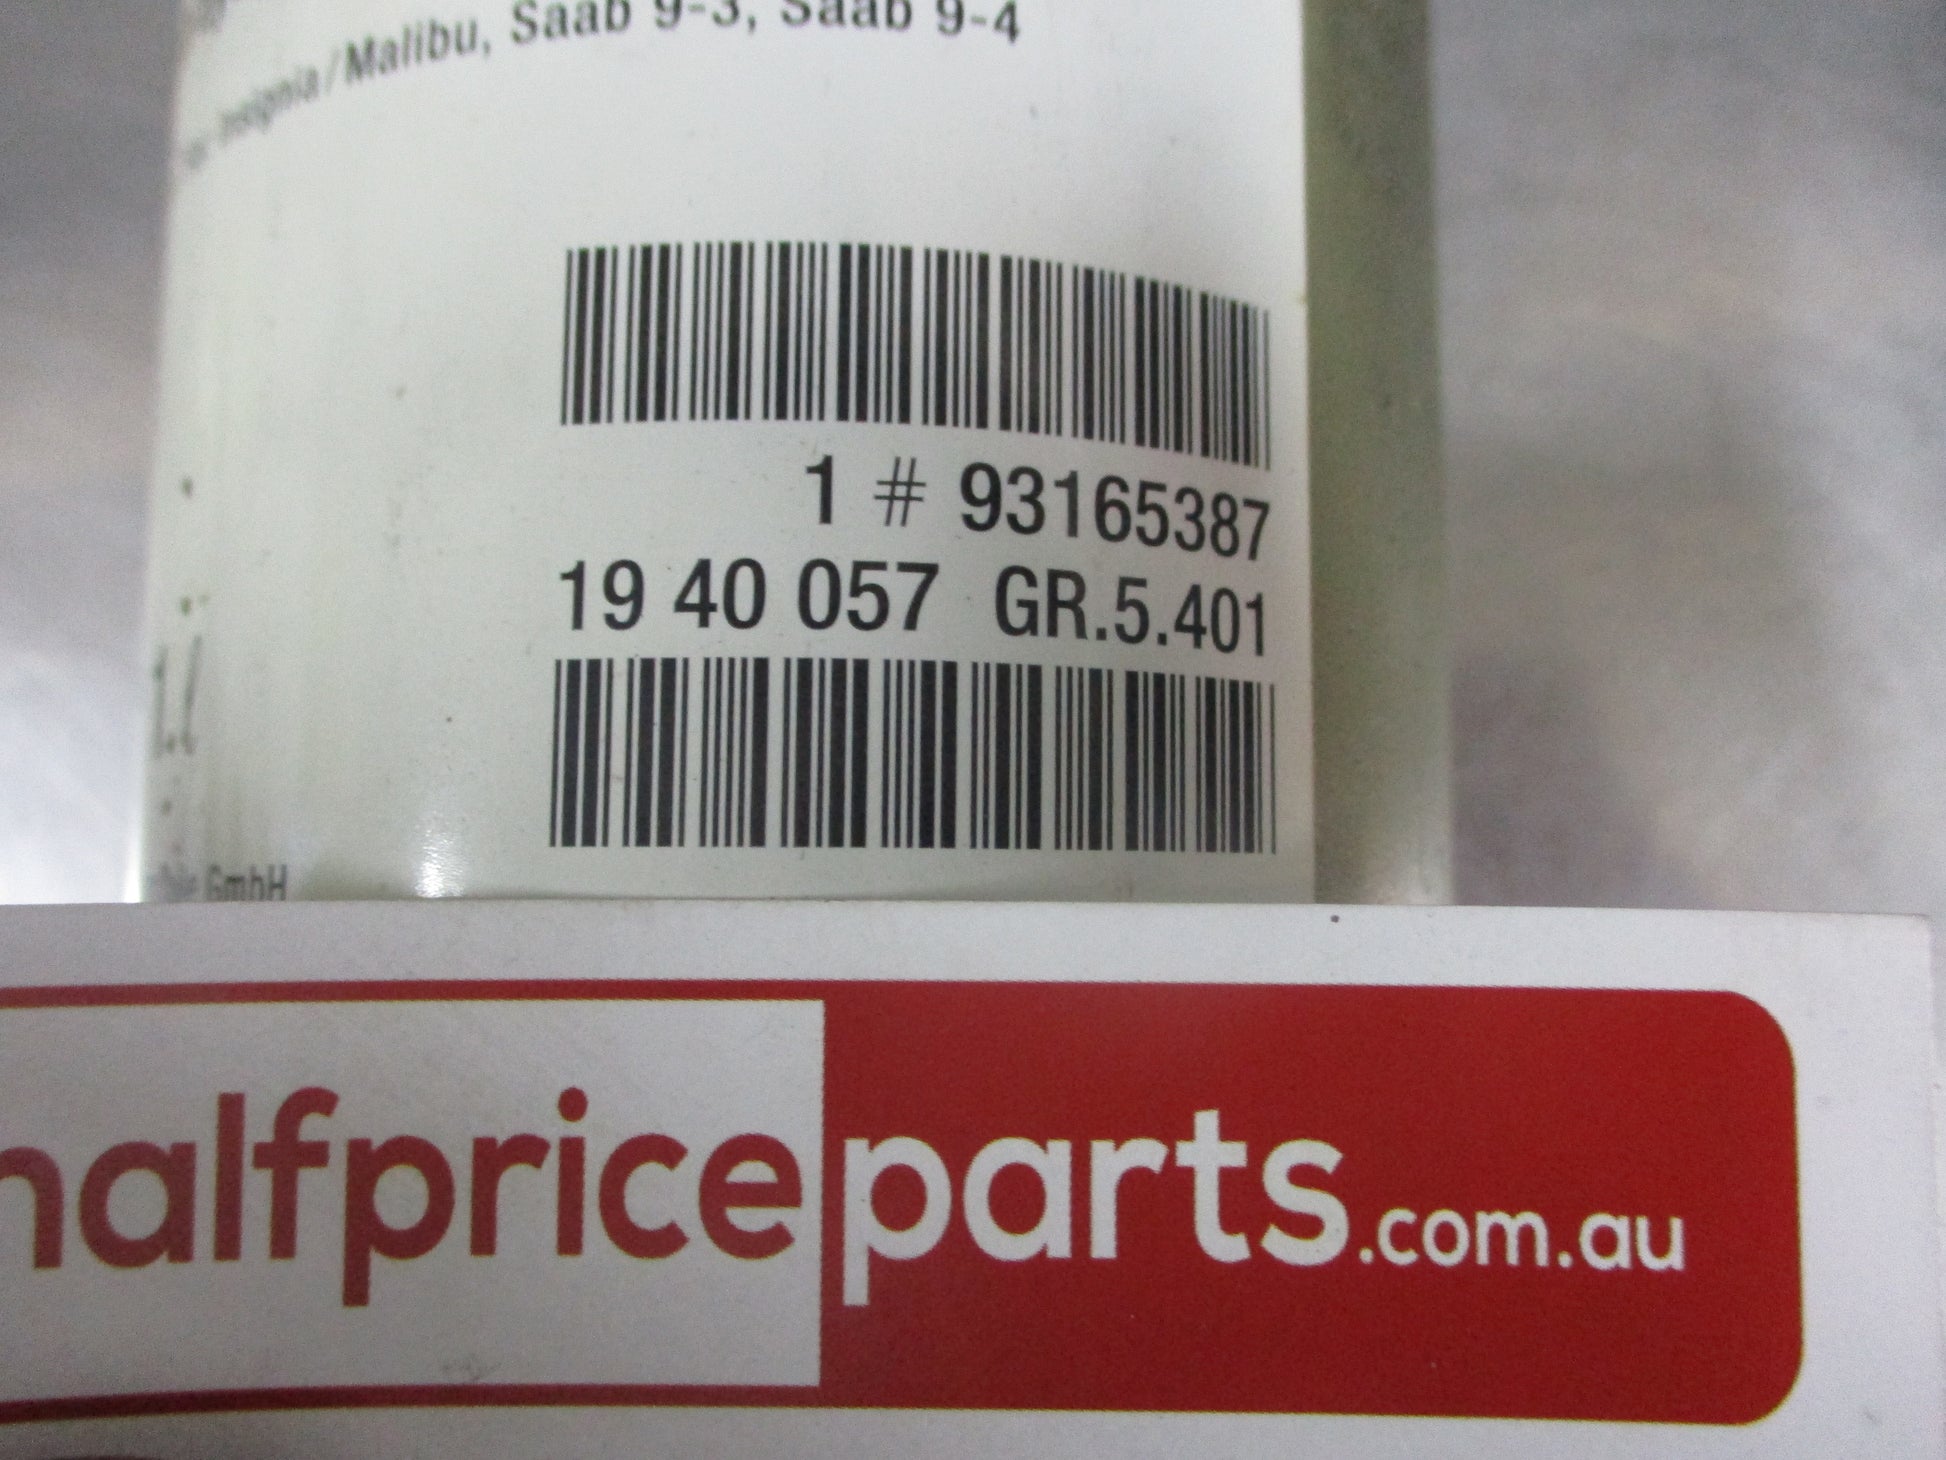 Insignia/Malibu, Saab 9-3, Saab 9-4
1 # 93165387
19 40 057 GR.5.401
GmbH
halfpriceparts.com.au